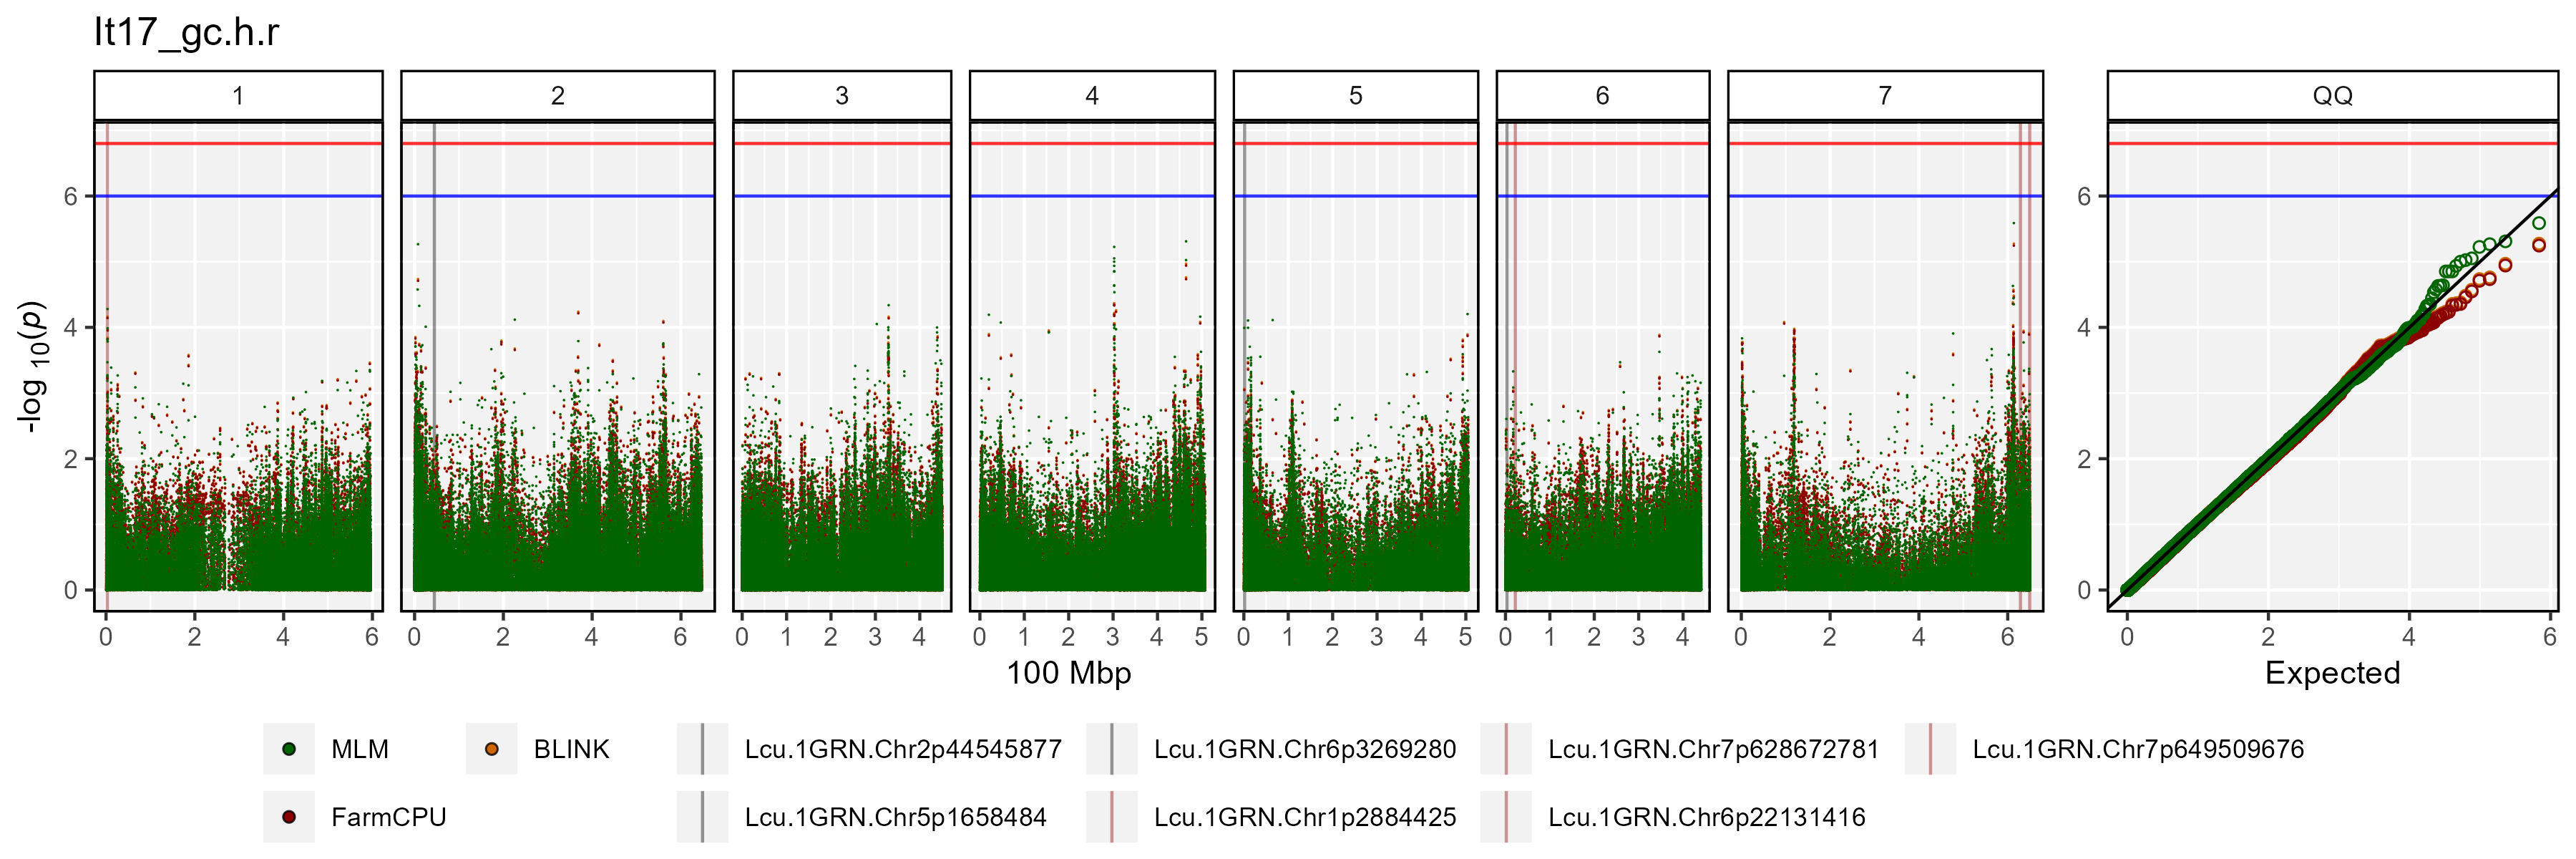 It17_gc.h.r
1 2 3 4 5 6 7 QQ
6 6
4 4
2 2
0 0
-log 10(p)
0 2 4 6 0 2 4 6 0 1 2 3 4 0 1 2 3 4 5 0 1 2 3 4 5 0 1 2 3 4 0 2 4 6 0 2 4 6
100 Mbp Expected
MLM BLINK Lcu.1GRN.Chr2p44545877 Lcu.1GRN.Chr6p3269280 Lcu.1GRN.Chr7p628672781 Lcu.1GRN.Chr7p649509676
FarmCPU Lcu.1GRN.Chr5p1658484 Lcu.1GRN.Chr1p2884425 Lcu.1GRN.Chr6p22131416